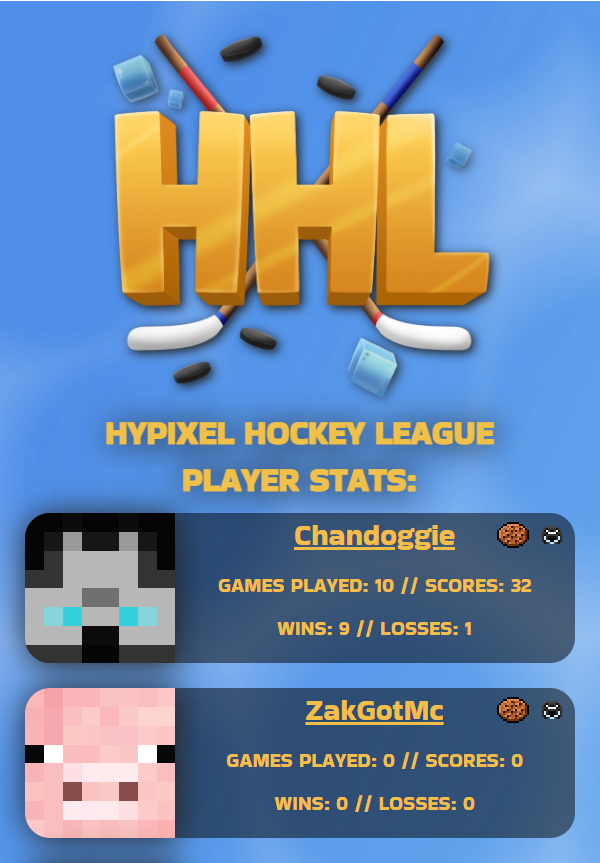 HHL
HYPIXEL HOCKEY LEAGUE
PLAYER STATS:
Chandoggie
GAMES PLAYED: 10 // SCORES: 32
WINS: 9 // LOSSES: 1
ZakGotMc
GAMES PLAYED: 0 // SCORES: 0
WINS: 0 // LOSSES: 0